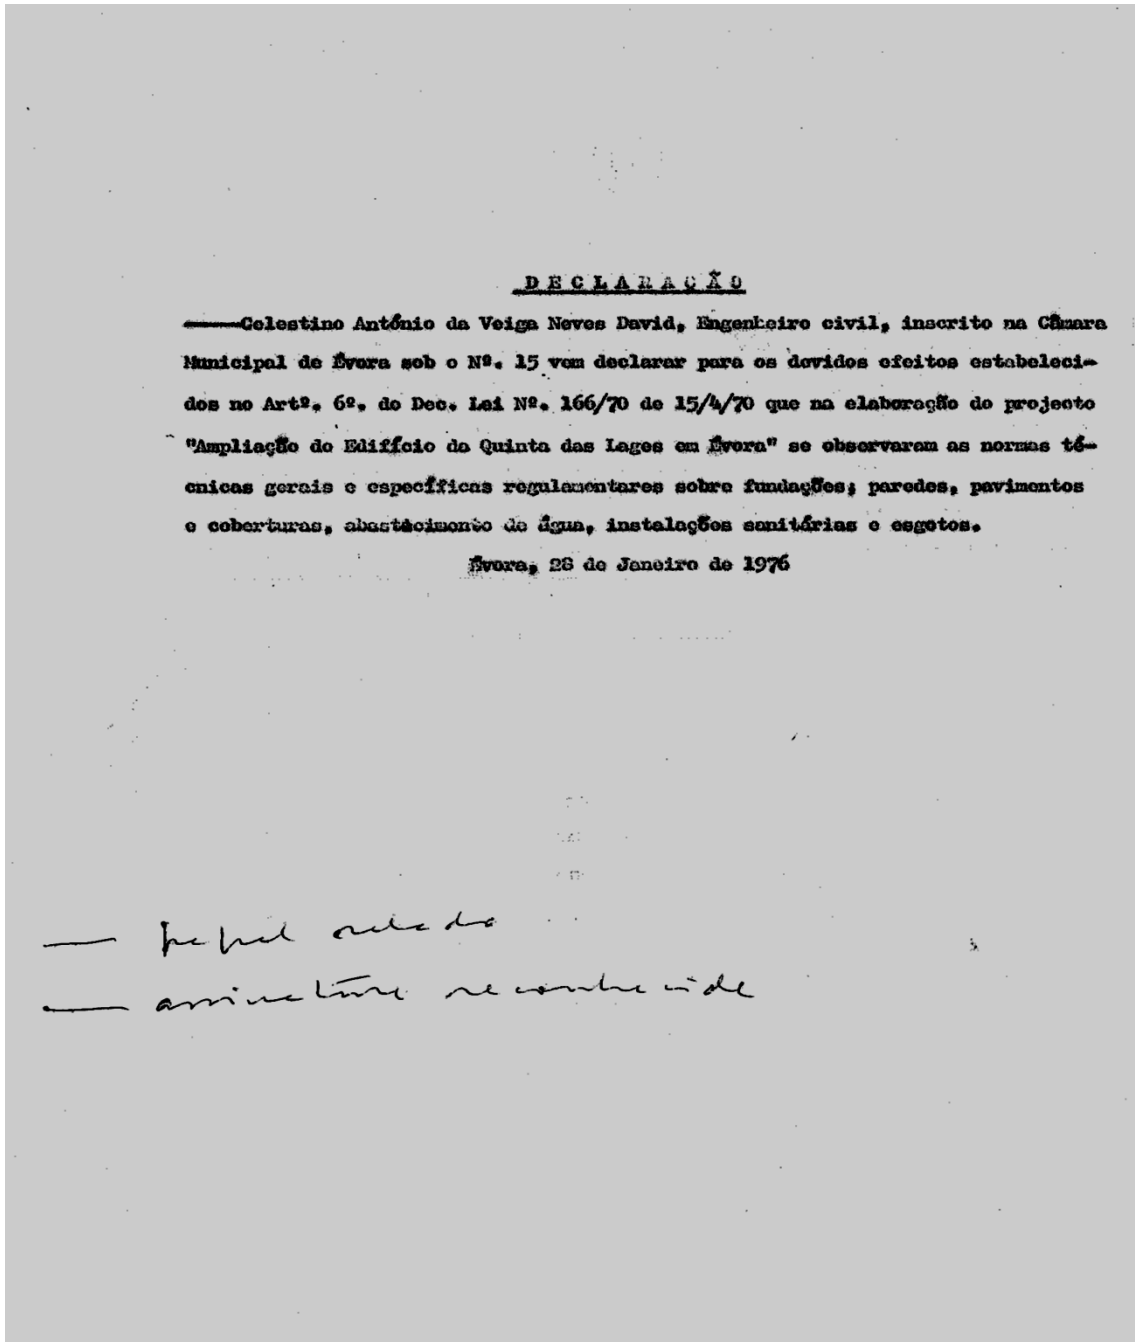 DECLARAÇÃO
Celestino António da Veiga Neves David, Engenheiro civil, inscrito na Câmara
Municipal de Évora sob o Nº. 15 vem declarar para os devidos efeitos estabeleci-
dos no Artº. 6º. do Dec. Lei Nº. 166/70 de 15/4/70 que na elaboração do projecto
"Ampliação do Edifício da Quinta das Lages em Évora" se observaram as normas té-
cnicas gerais e específicas regulamentares sobre fundações; paredes, pavimentos
e coberturas, abastecimento de água, instalações sanitárias e esgotos.
Évora, 28 de Janeiro de 1976
— papel selado
— assinatura reconhecida